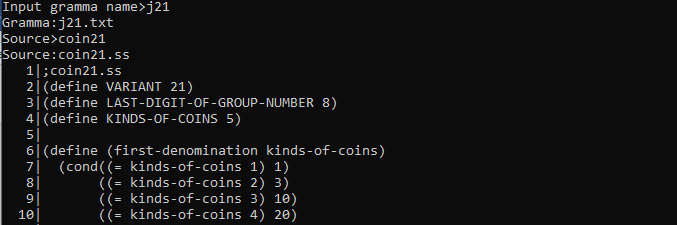 Input gramma name>j21
Gramma:j21.txt
Source>coin21
Source:coin21.ss
   1|;coin21.ss
   2|(define VARIANT 21)
   3|(define LAST-DIGIT-OF-GROUP-NUMBER 8)
   4|(define KINDS-OF-COINS 5)
   5|
   6|(define (first-denomination kinds-of-coins)
   7|  (cond((= kinds-of-coins 1) 1)
   8|       ((= kinds-of-coins 2) 3)
   9|       ((= kinds-of-coins 3) 10)
  10|       ((= kinds-of-coins 4) 20)